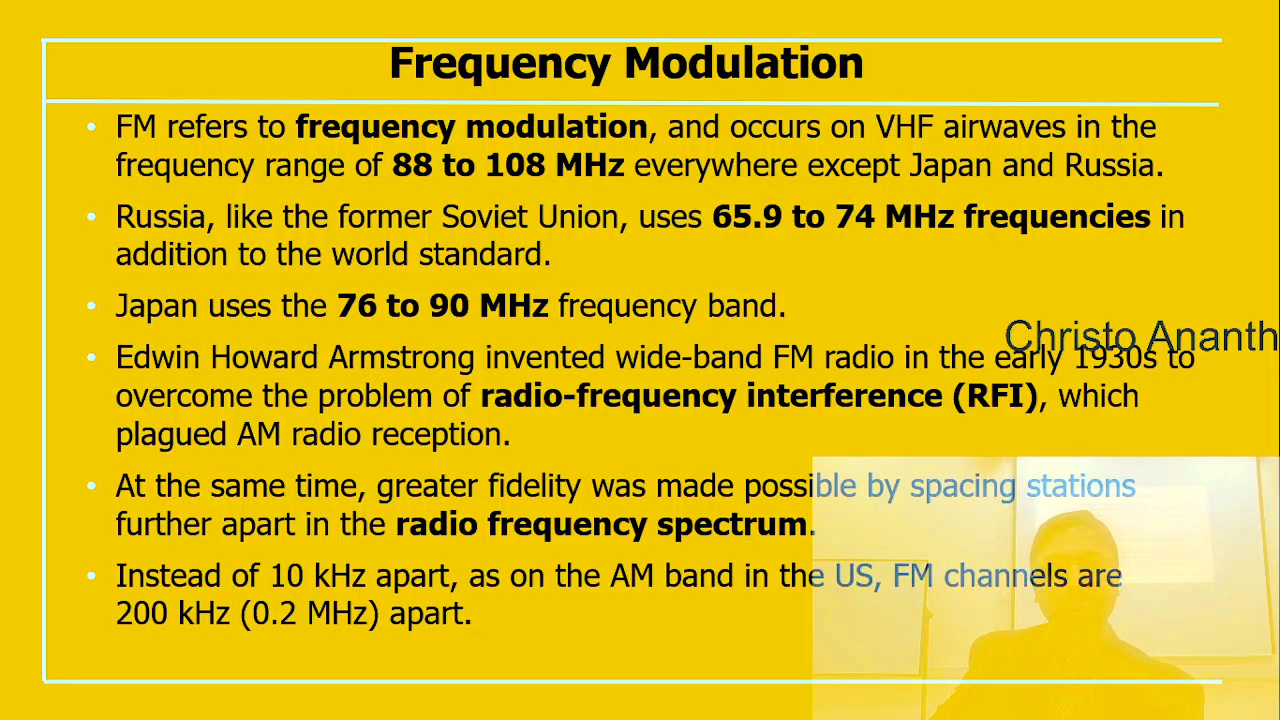 Frequency Modulation
• FM refers to frequency modulation, and occurs on VHF airwaves in the
frequency range of 88 to 108 MHz everywhere except Japan and Russia.
• Russia, like the former Soviet Union, uses 65.9 to 74 MHz frequencies in
addition to the world standard.
• Japan uses the 76 to 90 MHz frequency band.
Christo Ananth
• Edwin Howard Armstrong invented wide-band FM radio in the early 1930s to
overcome the problem of radio-frequency interference (RFI), which
plagued AM radio reception.
• At the same time, greater fidelity was made possible by spacing stations
further apart in the radio frequency spectrum.
• Instead of 10 kHz apart, as on the AM band in the US, FM channels are
200 kHz (0.2 MHz) apart.